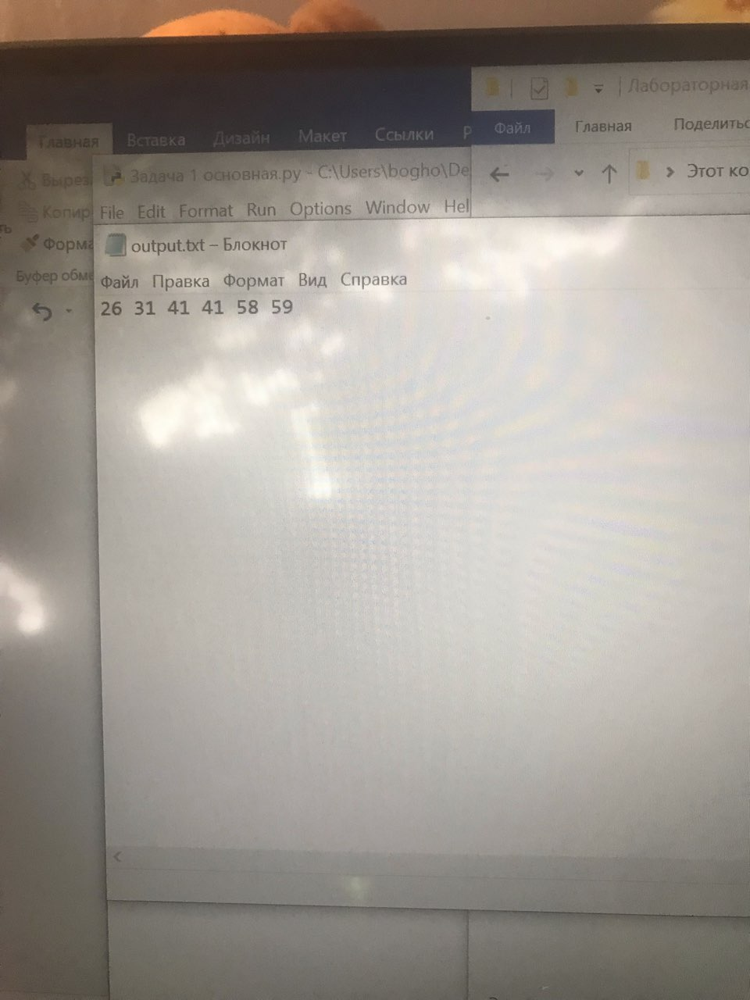 Лабораторная
Файл Главная Поделитьс
Этот ко
Главная Вставка Дизайн Макет Ссылки Р
Вырез
Копир
Форма
Буфер обме
Задача 1 основная.py - C:\Users\bogho\De
File Edit Format Run Options Window Hel
output.txt – Блокнот
Файл Правка Формат Вид Справка
26 31 41 41 58 59